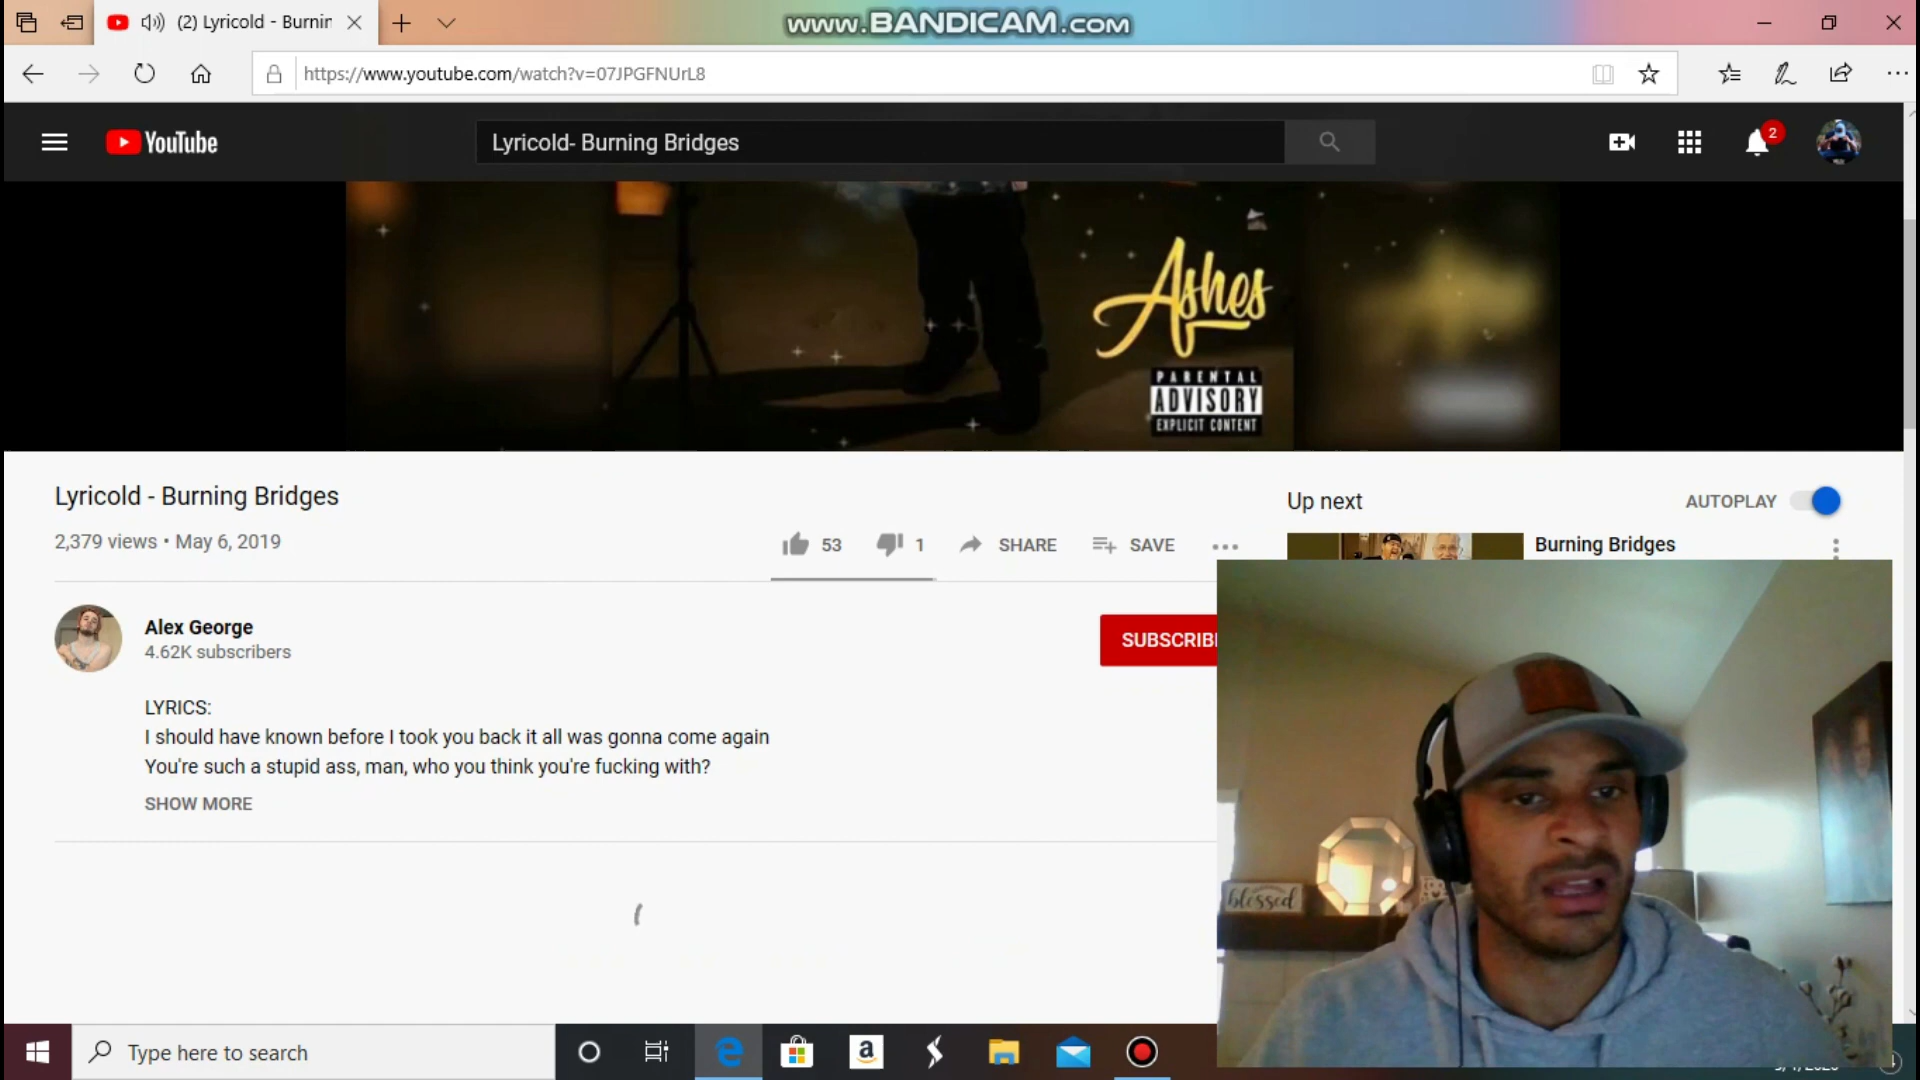 (2) Lyricold - Burnin
www.BANDICAM.com
https://www.youtube.com/watch?v=07JPGFNUrL8
YouTube
Lyricold- Burning Bridges
2
Ashes
PARENTAL
ADVISORY
EXPLICIT CONTENT
Lyricold - Burning Bridges
2,379 views • May 6, 2019
53
1
SHARE
SAVE
Up next
AUTOPLAY
Burning Bridges
Alex George
4.62K subscribers
SUBSCRIB
LYRICS:
I should have known before I took you back it all was gonna come again
You're such a stupid ass, man, who you think you're fucking with?
SHOW MORE
blessed
Type here to search